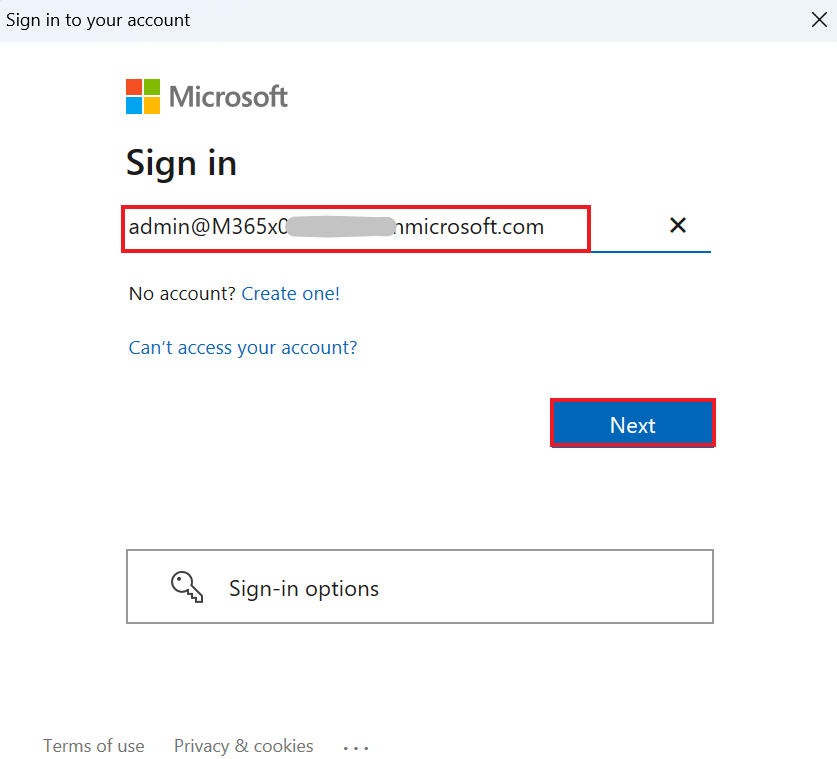 Sign in to your account
Microsoft
Sign in
admin@M365x0 nmicrosoft.com
No account? Create one!
Can't access your account?
Next
Sign-in options
Terms of use Privacy & cookies ...